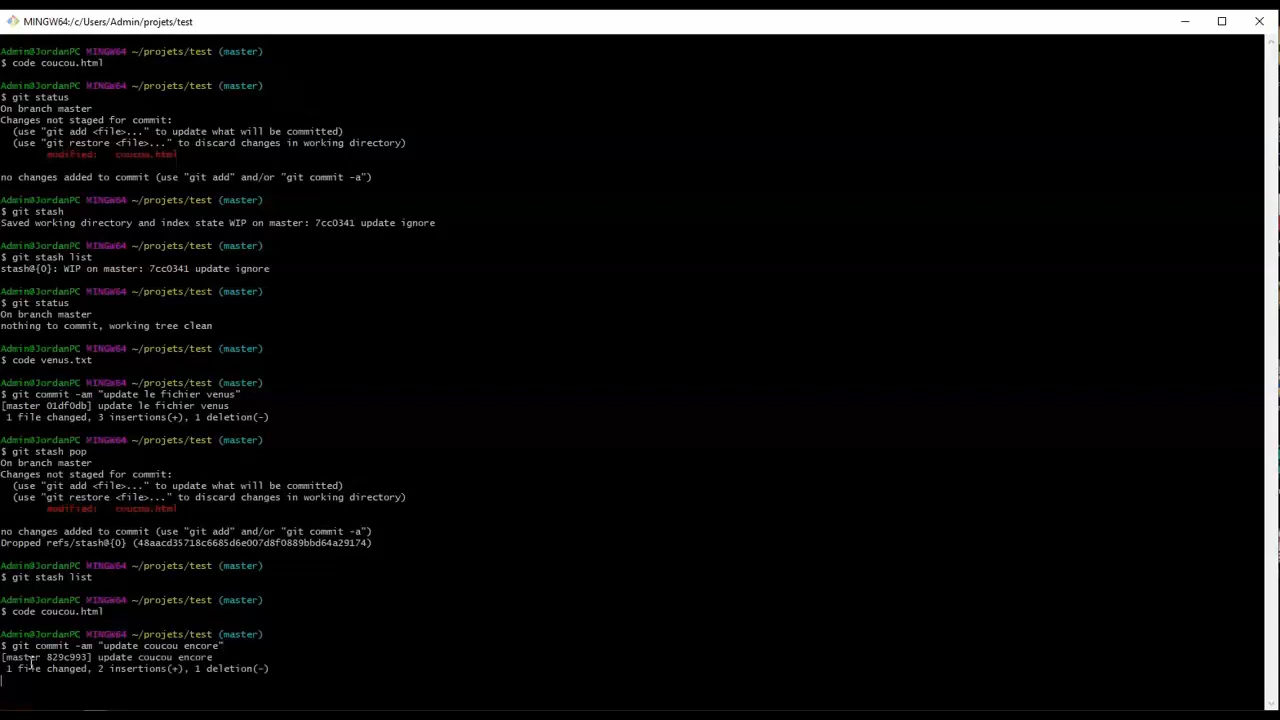 MINGW64:/c/Users/Admin/projets/test
Admin@JordanPC MINGW64 ~/projets/test (master)
$ code coucou.html
Admin@JordanPC MINGW64 ~/projets/test (master)
$ git status
On branch master
Changes not staged for commit:
(use "git add <file>..." to update what will be committed)
(use "git restore <file>..." to discard changes in working directory)
modified: coucou.html
no changes added to commit (use "git add" and/or "git commit -a")
Admin@JordanPC MINGW64 ~/projets/test (master)
$ git stash
Saved working directory and index state WIP on master: 7cc0341 update ignore
Admin@JordanPC MINGW64 ~/projets/test (master)
$ git stash list
stash@{0}: WIP on master: 7cc0341 update ignore
Admin@JordanPC MINGW64 ~/projets/test (master)
$ git status
On branch master
nothing to commit, working tree clean
Admin@JordanPC MINGW64 ~/projets/test (master)
$ code venus.txt
Admin@JordanPC MINGW64 ~/projets/test (master)
$ git commit -am "update le fichier venus"
[master 01df0db] update le fichier venus
1 file changed, 3 insertions(+), 1 deletion(-)
Admin@JordanPC MINGW64 ~/projets/test (master)
$ git stash pop
On branch master
Changes not staged for commit:
(use "git add <file>..." to update what will be committed)
(use "git restore <file>..." to discard changes in working directory)
modified: coucou.html
no changes added to commit (use "git add" and/or "git commit -a")
Dropped refs/stash@{0} (48aacd35718c6685d6e007d8f0889bbd64a29174)
Admin@JordanPC MINGW64 ~/projets/test (master)
$ git stash list
Admin@JordanPC MINGW64 ~/projets/test (master)
$ code coucou.html
Admin@JordanPC MINGW64 ~/projets/test (master)
$ git commit -am "update coucou encore"
[master 829c993] update coucou encore
1 file changed, 2 insertions(+), 1 deletion(-)